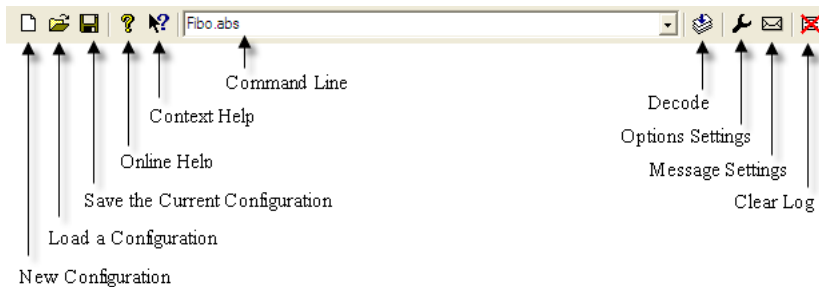 Fibo.abs
Command Line
Decode
Context Help
Options Settings
Online Help
Message Settings
Save the Current Configuration
Clear Log
Load a Configuration
New Configuration